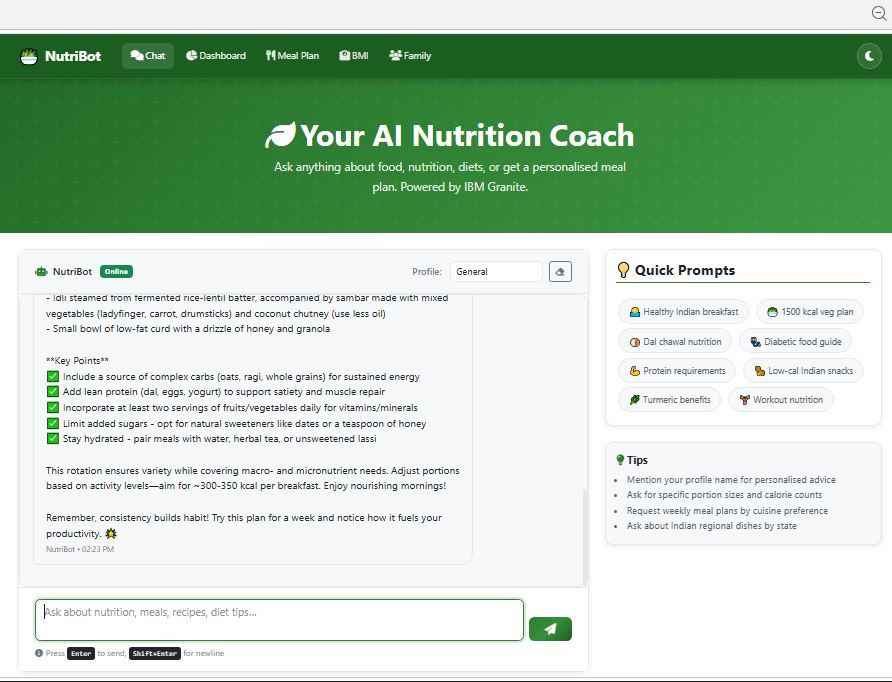 NutriBot
Chat
Dashboard
Meal Plan
BMI
Family
Your AI Nutrition Coach
Ask anything about food, nutrition, diets, or get a personalised meal
plan. Powered by IBM Granite.
NutriBot Online
Profile: General
- Idli steamed from fermented rice-lentil batter, accompanied by sambar made with mixed
vegetables (ladyfinger, carrot, drumsticks) and coconut chutney (use less oil)
- Small bowl of low-fat curd with a drizzle of honey and granola
**Key Points**
✅ Include a source of complex carbs (oats, ragi, whole grains) for sustained energy
✅ Add lean protein (dal, eggs, yogurt) to support satiety and muscle repair
✅ Incorporate at least two servings of fruits/vegetables daily for vitamins/minerals
✅ Limit added sugars - opt for natural sweeteners like dates or a teaspoon of honey
✅ Stay hydrated - pair meals with water, herbal tea, or unsweetened lassi
This rotation ensures variety while covering macro- and micronutrient needs. Adjust portions
based on activity levels—aim for ~300-350 kcal per breakfast. Enjoy nourishing mornings!
Remember, consistency builds habit! Try this plan for a week and notice how it fuels your
productivity. 🌟
NutriBot • 02:23 PM
Ask about nutrition, meals, recipes, diet tips...
Press Enter to send, Shift+Enter for newline
Quick Prompts
Healthy Indian breakfast
1500 kcal veg plan
Dal chawal nutrition
Diabetic food guide
Protein requirements
Low-cal Indian snacks
Turmeric benefits
Workout nutrition
Tips
• Mention your profile name for personalised advice
• Ask for specific portion sizes and calorie counts
• Request weekly meal plans by cuisine preference
• Ask about Indian regional dishes by state